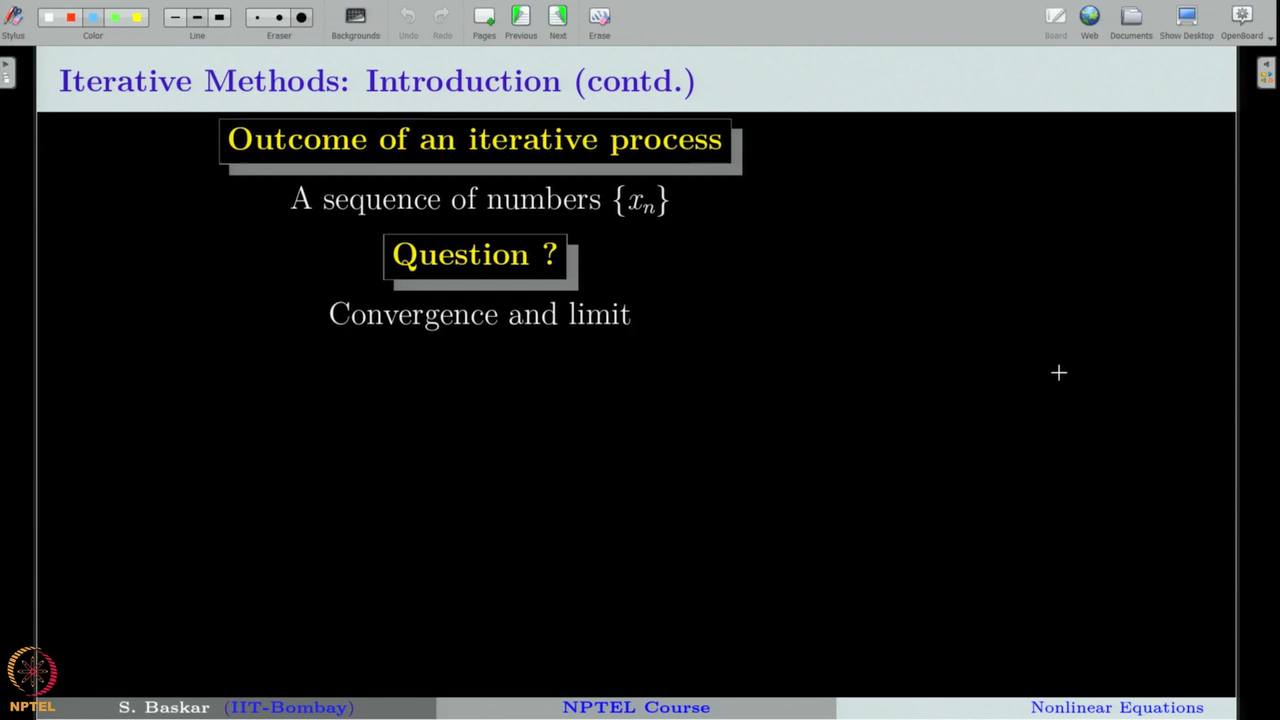 Stylus
Color
Line
Eraser
Backgrounds
Undo
Redo
Pages
Previous
Next
Erase
Board
Web
Documents
Show Desktop
OpenBoard
Iterative Methods: Introduction (contd.)
Outcome of an iterative process
A sequence of numbers {xₙ}
Question ?
Convergence and limit
NPTEL
S. Baskar (IIT-Bombay)
NPTEL Course
Nonlinear Equations